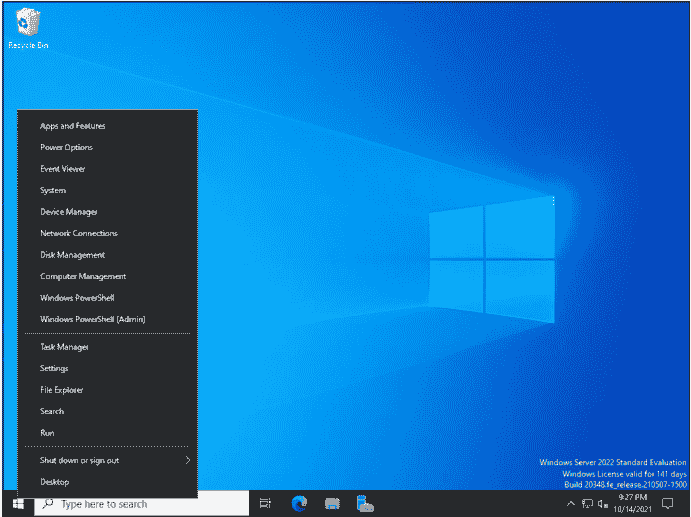 Recycle Bin
Apps and Features
Power Options
Event Viewer
System
Device Manager
Network Connections
Disk Management
Computer Management
Windows PowerShell
Windows PowerShell (Admin)
Task Manager
Settings
File Explorer
Search
Run
Shut down or sign out
Desktop
Windows Server 2022 Standard Evaluation
Windows License valid for 141 days
Build 20348.fe_release.210507-1500
Type here to search
9:27 PM
10/14/2021